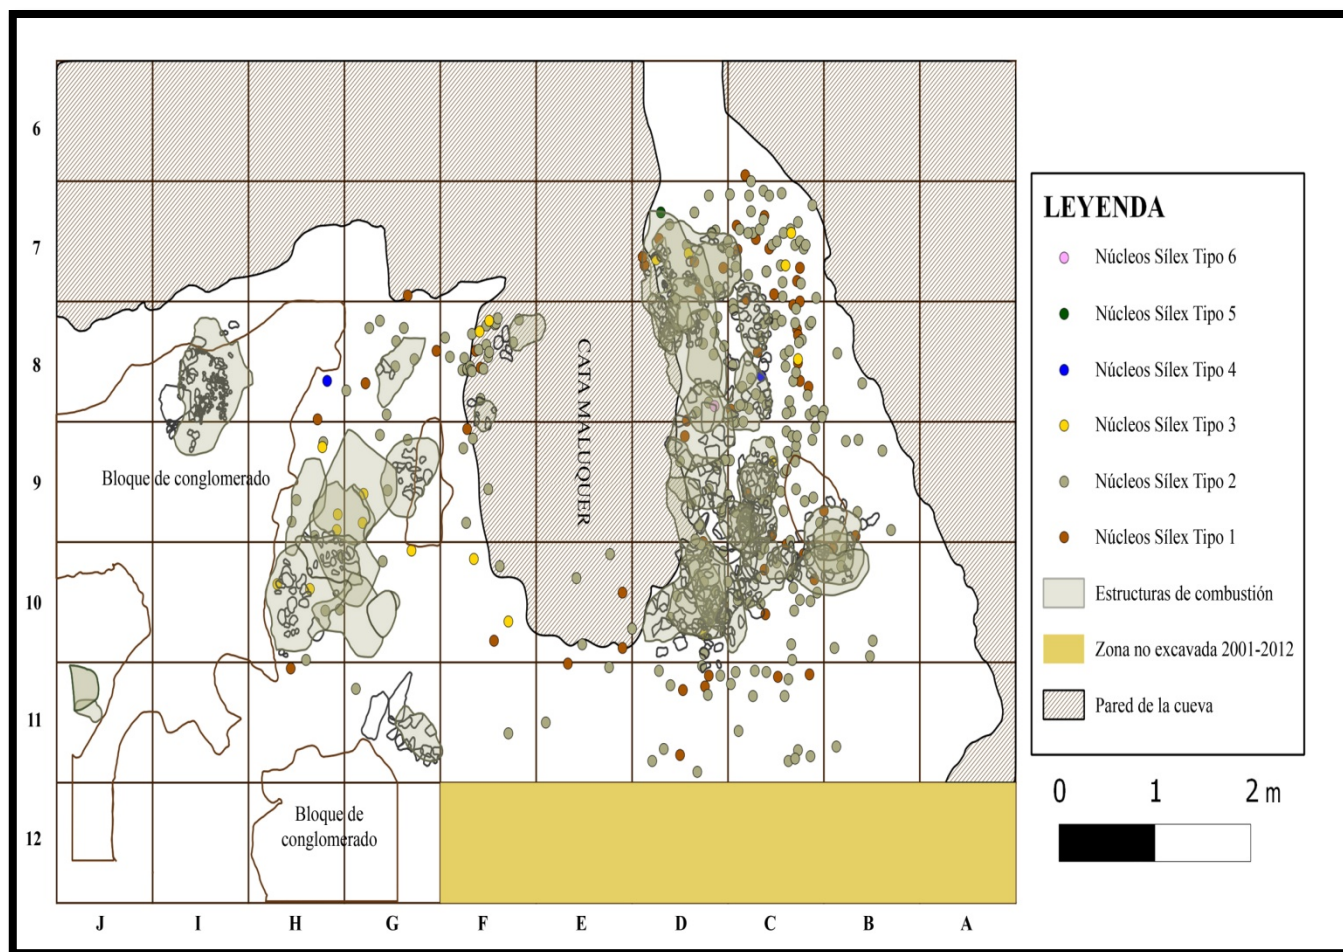 6
7
8
9
10
11
12
J I H G F E D C B A
Bloque de conglomerado
Bloque de
conglomerado
CATA MALUQUER
LEYENDA
Núcleos Sílex Tipo 6
Núcleos Sílex Tipo 5
Núcleos Sílex Tipo 4
Núcleos Sílex Tipo 3
Núcleos Sílex Tipo 2
Núcleos Sílex Tipo 1
Estructuras de combustión
Zona no excavada 2001-2012
Pared de la cueva
0 1 2 m